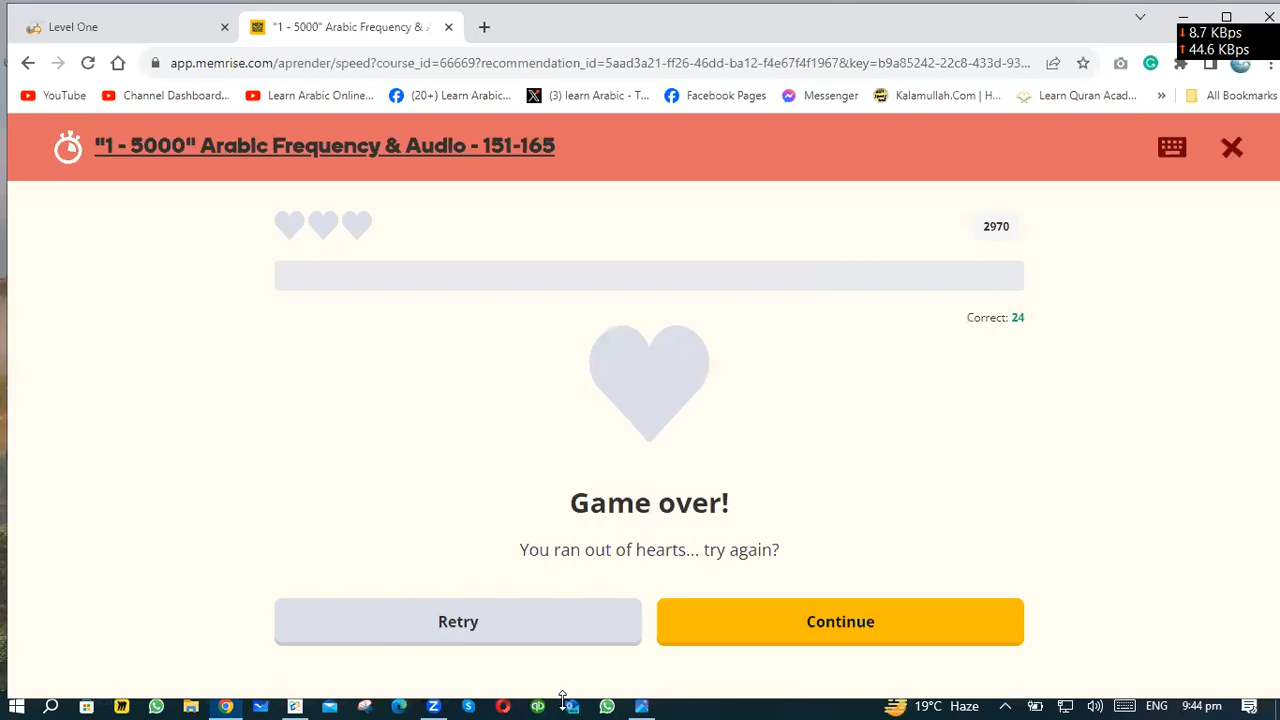 Level One
"1 - 5000" Arabic Frequency & A
8.7 KBps
44.6 KBps
app.memrise.com/aprender/speed?course_id=66669?recommendation_id=5aad3a21-ff26-46dd-ba12-f4e67f4f1967&key=b9a85242-22c8-433d-93...
YouTube
Channel Dashboard...
Learn Arabic Online...
(20+) Learn Arabic...
(3) learn Arabic - T...
Facebook Pages
Messenger
Kalamullah.Com | H...
Learn Quran Acad...
»
All Bookmarks
"1 - 5000" Arabic Frequency & Audio - 151-165
2970
Correct: 24
Game over!
You ran out of hearts... try again?
Retry
Continue
19°C Haze
ENG
9:44 pm